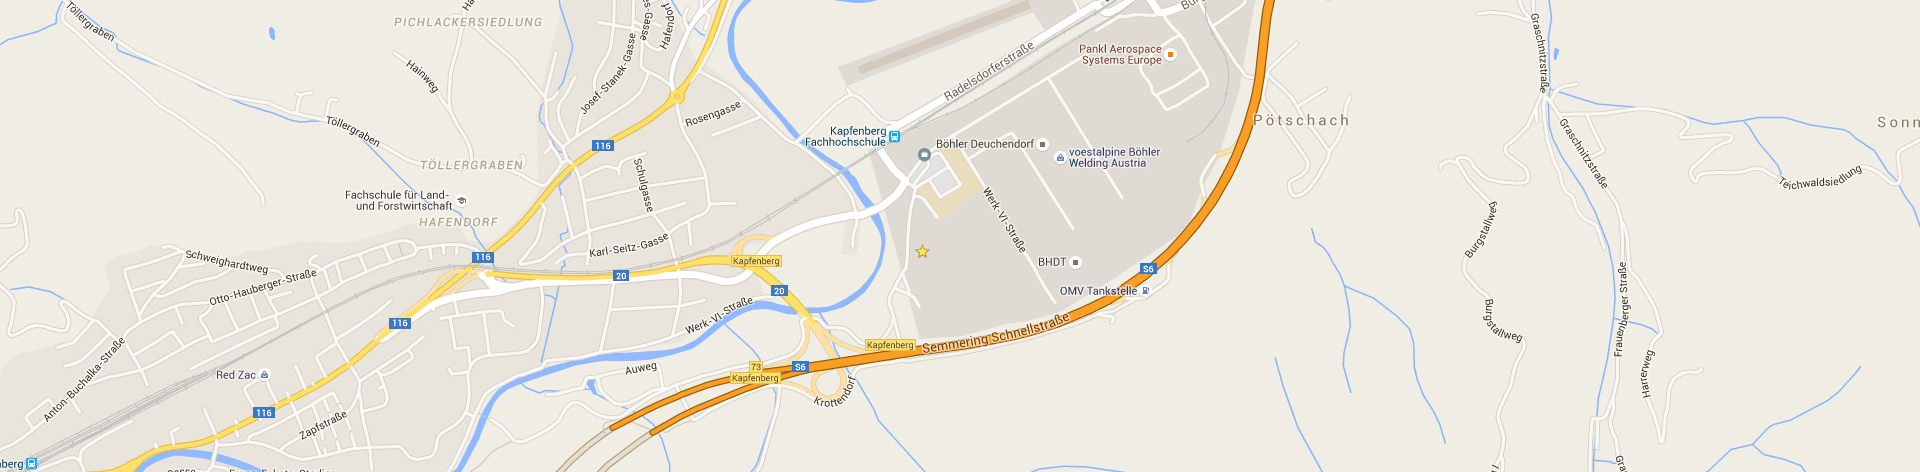 Töllergraben
PICHLACKERSIEDLUNG
Hafendorf
Josef-Stanek-Gasse
Hainweg
Töllergraben
TÖLLERGRABEN
116
Rosengasse
Schulgasse
Fachschule für Land-
und Forstwirtschaft
HAFENDORF
116
Karl-Seitz-Gasse
Schweighardtweg
Otto-Hauberger-Straße
20
116
Anton-Buchalka-Straße
Red Zac
116
Zapfstraße
Kapfenberg
20
Werk-VI-Straße
Auweg
73
Kapfenberg
S6
Krottendorf
Kapfenberg
Semmering Schnellstraße
Radelsdorferstraße
Kapfenberg
Fachhochschule
Böhler Deuchendorf
Pankl Aerospace
Systems Europe
voestalpine Böhler
Welding Austria
Werk-VI-Straße
BHDT
OMV Tankstelle
S6
Pötschach
Graschnitzstraße
Graschnitzstraße
Sonn
Teichwaldsiedlung
Burgstallweg
Burgstallweg
Frauenberger Straße
Harrerweg